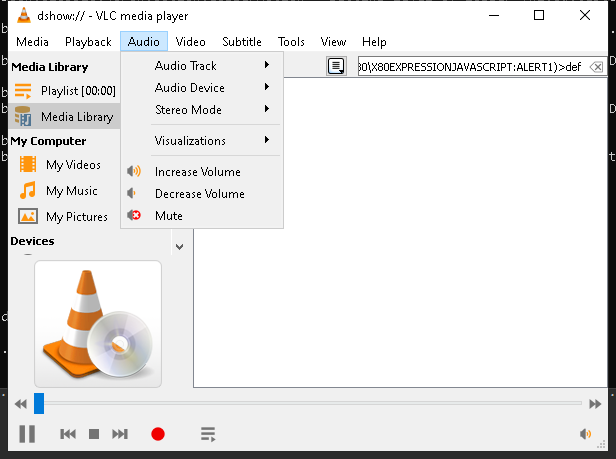 dshow:// - VLC media player
Media Playback Audio Video Subtitle Tools View Help
Media Library
Playlist [00:00]
Media Library
My Computer
My Videos
My Music
My Pictures
Devices
Audio Track
Audio Device
Stereo Mode
Visualizations
Increase Volume
Decrease Volume
Mute
\X80EXPRESSIONJAVASCRIPT:ALERT1)>def